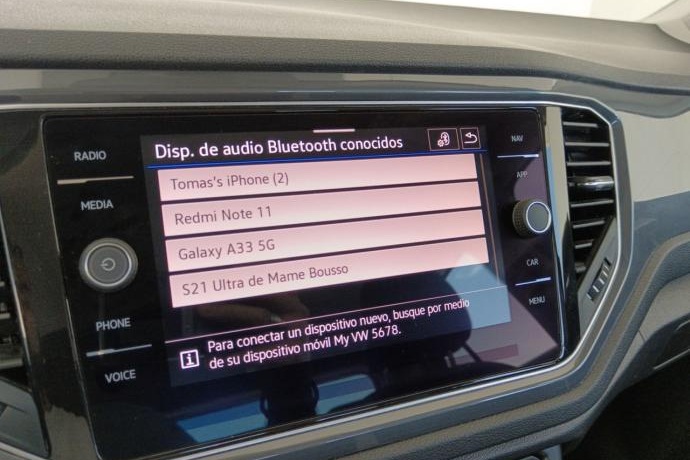 Disp. de audio Bluetooth conocidos
NAV
RADIO
Tomas's iPhone (2)
APP
MEDIA
Redmi Note 11
Galaxy A33 5G
S21 Ultra de Mame Bousso
CAR
PHONE
Para conectar un dispositivo nuevo, busque por medio
de su dispositivo móvil My VW 5678.
MENU
VOICE